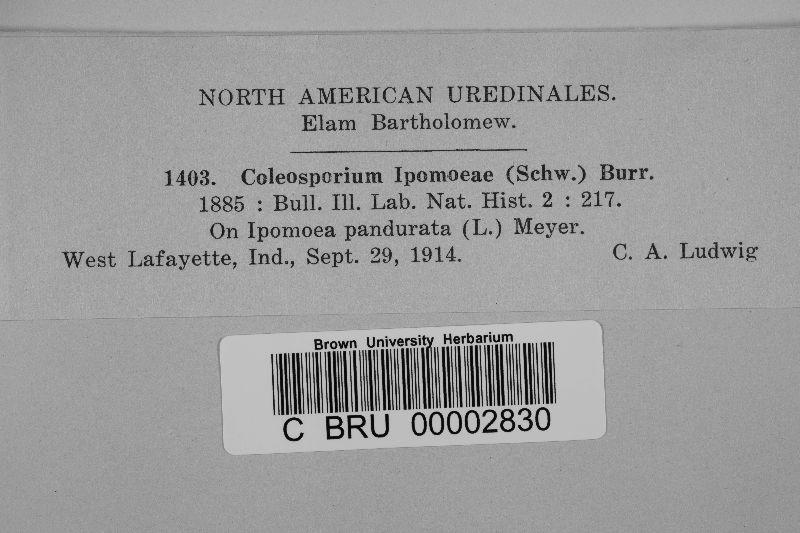 NORTH AMERICAN UREDINALES.
Elam Bartholomew.
1403. Coleosporium Ipomoeae (Schw.) Burr.
1885 : Bull. Ill. Lab. Nat. Hist. 2 : 217.
On Ipomoea pandurata (L.) Meyer.
West Lafayette, Ind., Sept. 29, 1914. C. A. Ludwig
Brown University Herbarium
C BRU 00002830